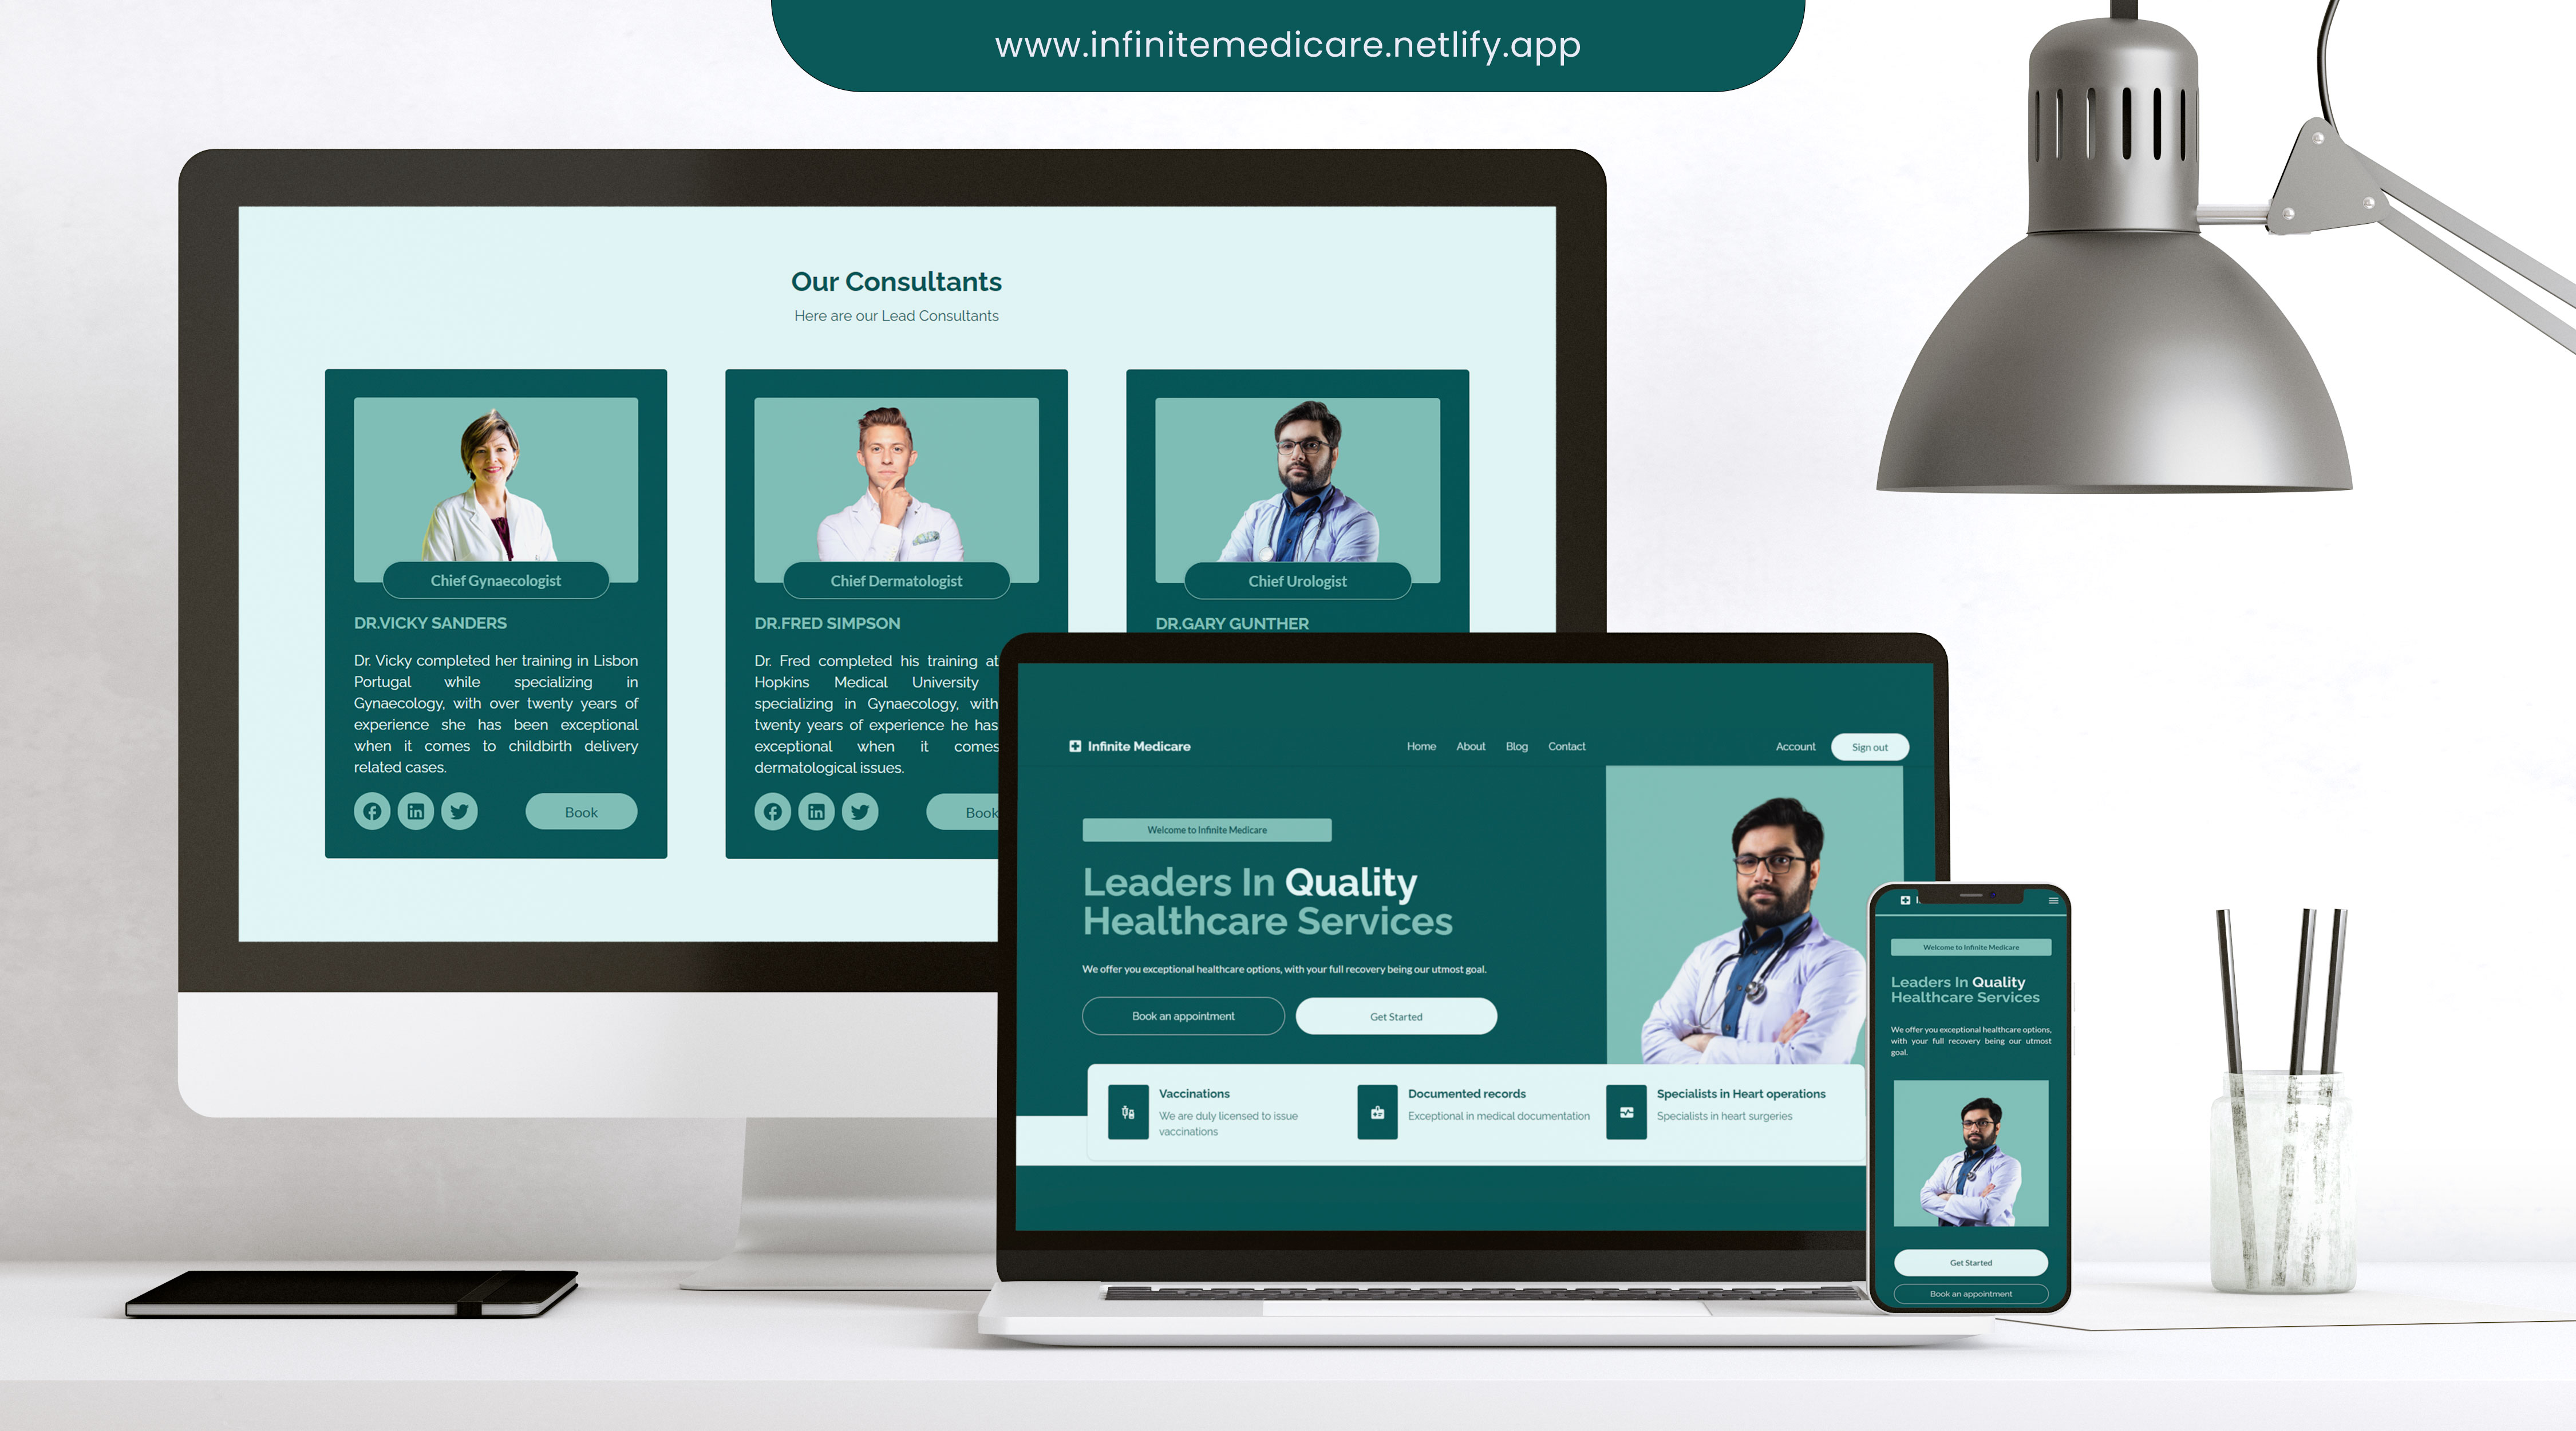 www.infinitemedicare.netlify.app
Our Consultants
Here are our Lead Consultants
Chief Gynaecologist
DR.VICKY SANDERS
Dr. Vicky completed her training in Lisbon
Portugal while specializing in
Gynaecology, with over twenty years of
experience she has been exceptional
when it comes to childbirth delivery
related cases.
Book
Chief Dermatologist
DR.FRED SIMPSON
Dr. Fred completed his training at
Hopkins Medical University
specializing in Gynaecology, with
twenty years of experience he has
exceptional when it comes
dermatological issues.
Book
Chief Urologist
DR.GARY GUNTHER
Infinite Medicare
Home About Blog Contact
Account Sign out
Welcome to Infinite Medicare
Leaders In Quality
Healthcare Services
We offer you exceptional healthcare options, with your full recovery being our utmost goal.
Book an appointment
Get Started
Vaccinations
We are duly licensed to issue
vaccinations
Documented records
Exceptional in medical documentation
Specialists in Heart operations
Specialists in heart surgeries
Welcome to Infinite Medicare
Leaders In Quality
Healthcare Services
We offer you exceptional healthcare options,
with your full recovery being our utmost
goal.
Get Started
Book an appointment